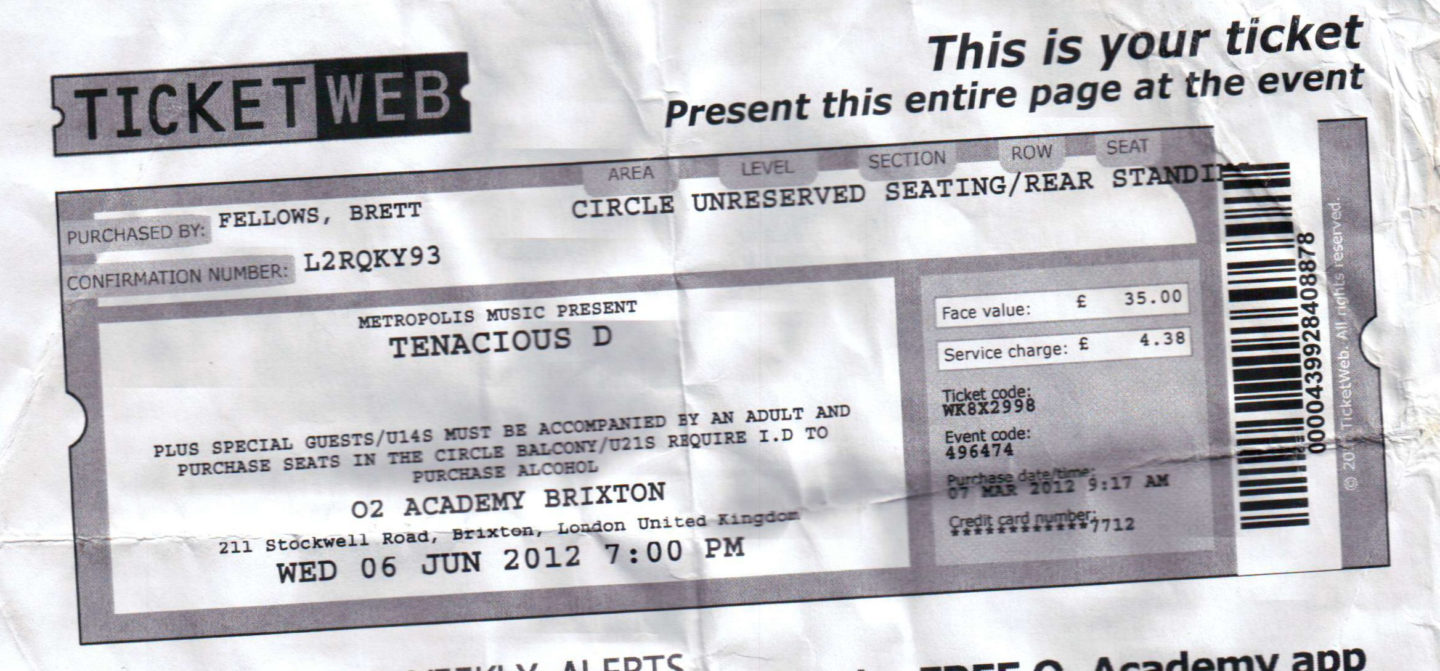 TICKETWEB
This is your ticket
Present this entire page at the event
AREA LEVEL SECTION ROW SEAT
PURCHASED BY: FELLOWS, BRETT
CIRCLE UNRESERVED SEATING/REAR
CONFIRMATION NUMBER: L2RQKY93
METROPOLIS MUSIC PRESENT
TENACIOUS D
PLUS SPECIAL GUESTS/U14S MUST BE ACCOMPANIED BY AN ADULT AND
PURCHASE SEATS IN THE CIRCLE BALCONY/U21S REQUIRE I.D TO
PURCHASE ALCOHOL
O2 ACADEMY BRIXTON
211 Stockwell Road, Brixton, London United Kingdom
WED 06 JUN 2012 7:00 PM
Face value: £ 35.00
Service charge: £ 4.38
Ticket code:
WK8X2998
Event code:
496474
Purchase date/time:
07 MAR 2012 9:17 AM
Credit card number:
************7712
0000439928408878
© TicketWeb. All rights reserved.
WEEKLY ALERTS
FREE O2 Academy app